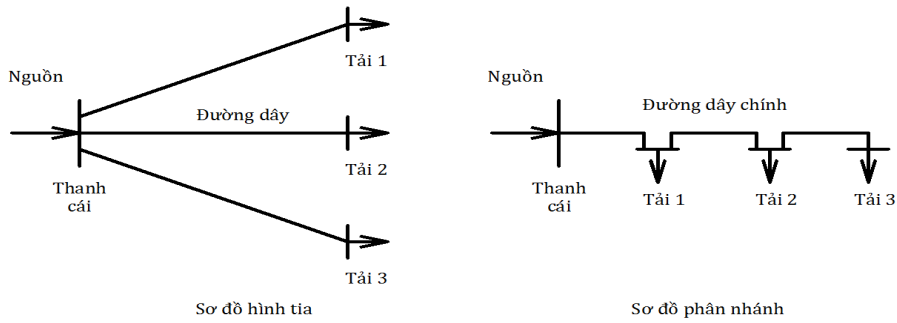 Nguồn
Thanh
cái
Đường dây
Tải 1
Tải 2
Tải 3
Sơ đồ hình tia
Nguồn
Thanh
cái
Đường dây chính
Tải 1
Tải 2
Tải 3
Sơ đồ phân nhánh